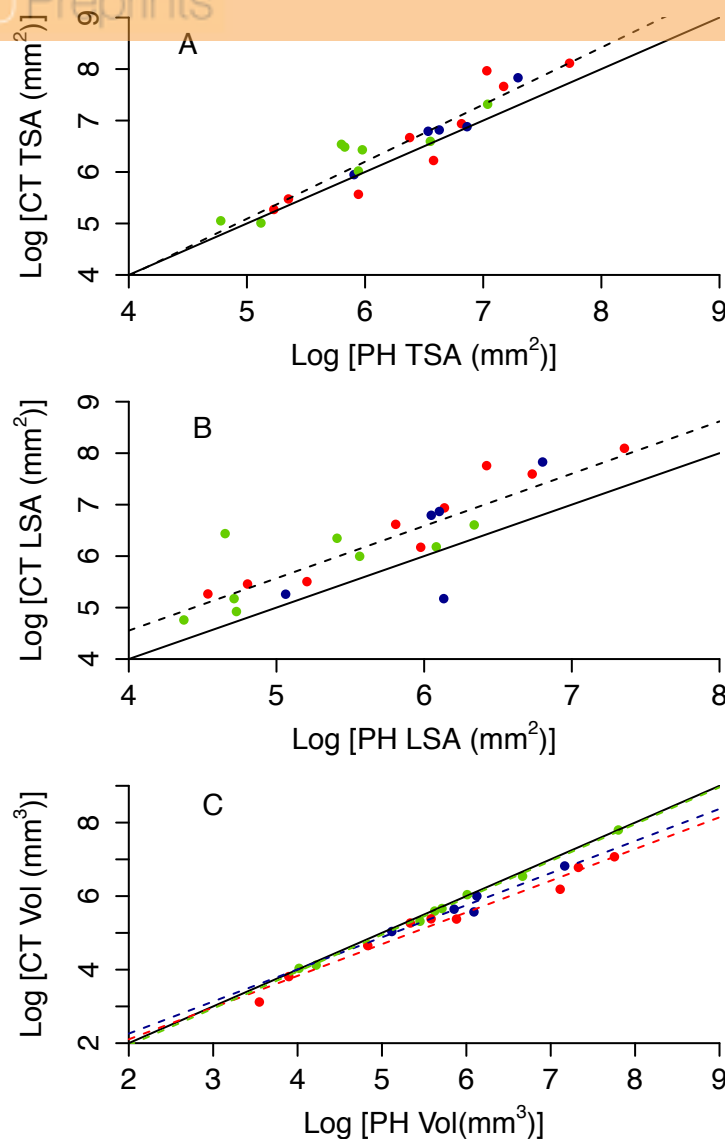 Preprints
A
Log [CT TSA (mm²)]
9
8
7
6
5
4
4 5 6 7 8 9
Log [PH TSA (mm²)]
B
Log [CT LSA (mm²)]
9
8
7
6
5
4
4 5 6 7 8
Log [PH LSA (mm²)]
C
Log [CT Vol (mm³)]
8
6
4
2
2 3 4 5 6 7 8 9
Log [PH Vol(mm³)]